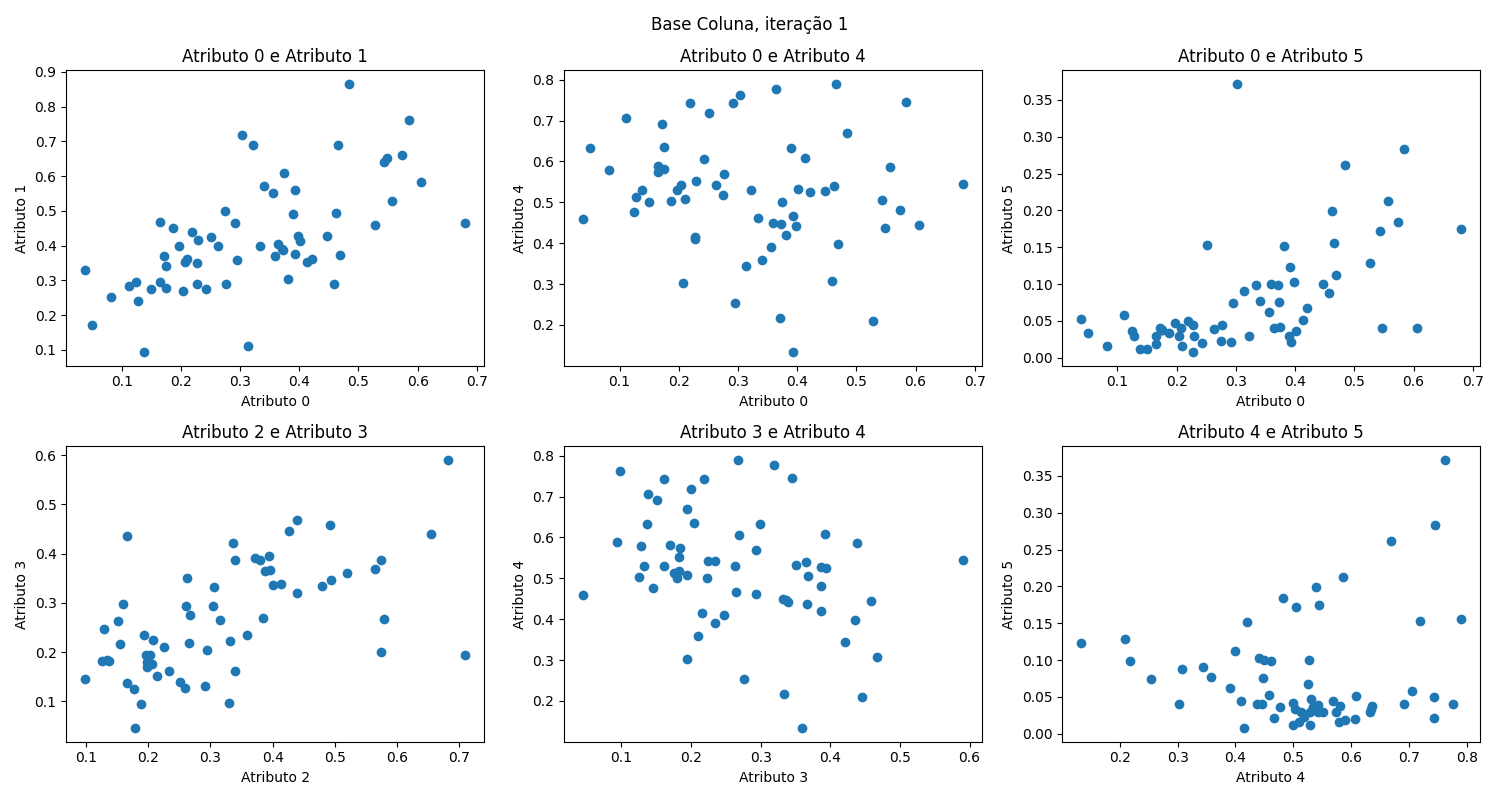 Base Coluna, iteração 1
Atributo 0 e Atributo 1
Atributo 1
0.9
0.8
0.7
0.6
0.5
0.4
0.3
0.2
0.1
0.1 0.2 0.3 0.4 0.5 0.6 0.7
Atributo 0
Atributo 0 e Atributo 4
Atributo 4
0.8
0.7
0.6
0.5
0.4
0.3
0.2
0.1 0.2 0.3 0.4 0.5 0.6 0.7
Atributo 0
Atributo 0 e Atributo 5
Atributo 5
0.35
0.30
0.25
0.20
0.15
0.10
0.05
0.00
0.1 0.2 0.3 0.4 0.5 0.6 0.7
Atributo 0
Atributo 2 e Atributo 3
Atributo 3
0.6
0.5
0.4
0.3
0.2
0.1
0.1 0.2 0.3 0.4 0.5 0.6 0.7
Atributo 2
Atributo 3 e Atributo 4
Atributo 4
0.8
0.7
0.6
0.5
0.4
0.3
0.2
0.1 0.2 0.3 0.4 0.5 0.6
Atributo 3
Atributo 4 e Atributo 5
Atributo 5
0.35
0.30
0.25
0.20
0.15
0.10
0.05
0.00
0.2 0.3 0.4 0.5 0.6 0.7 0.8
Atributo 4